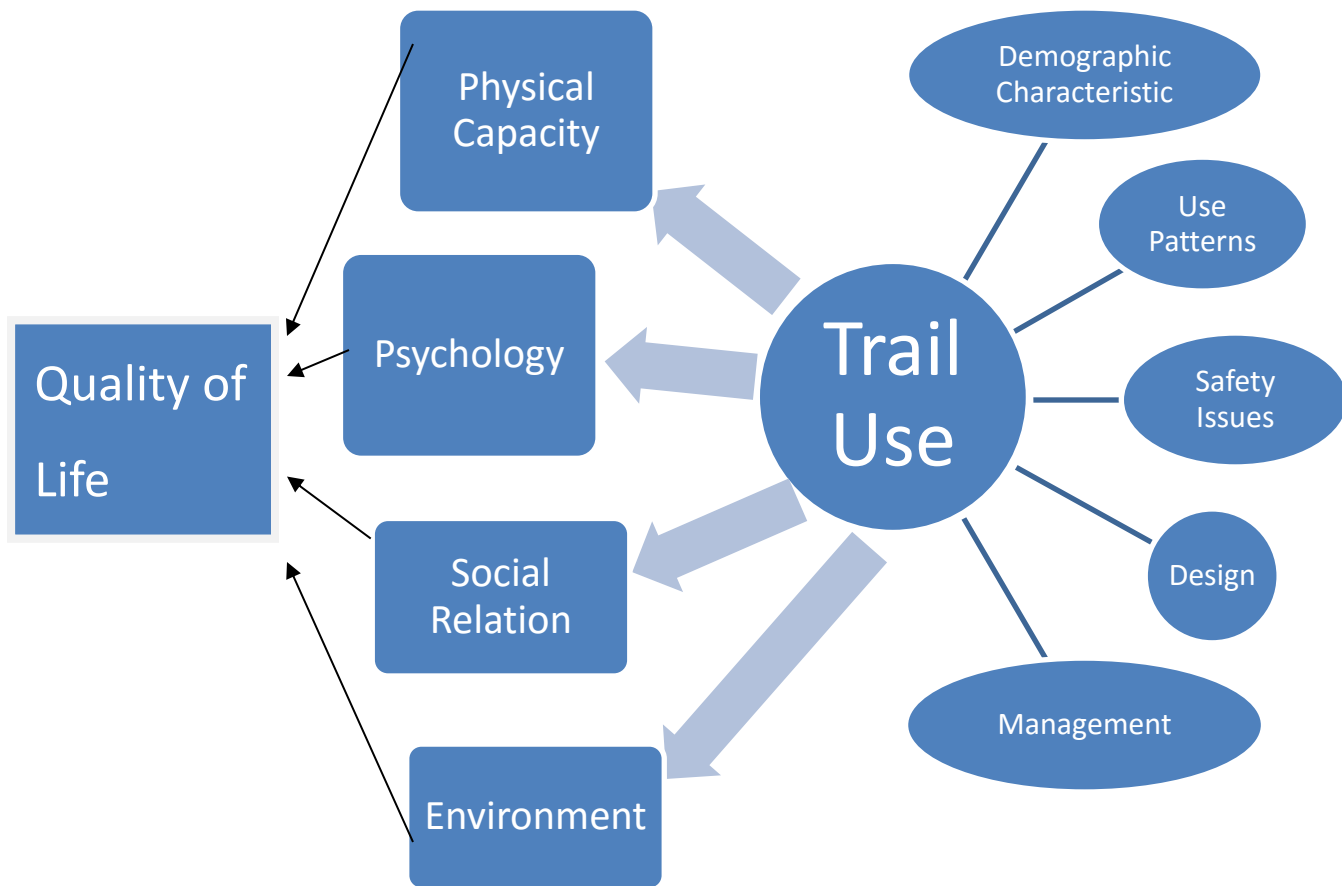 Physical
Capacity
Psychology
Quality of
Life
Social
Relation
Environment
Trail
Use
Demographic
Characteristic
Use
Patterns
Safety
Issues
Design
Management